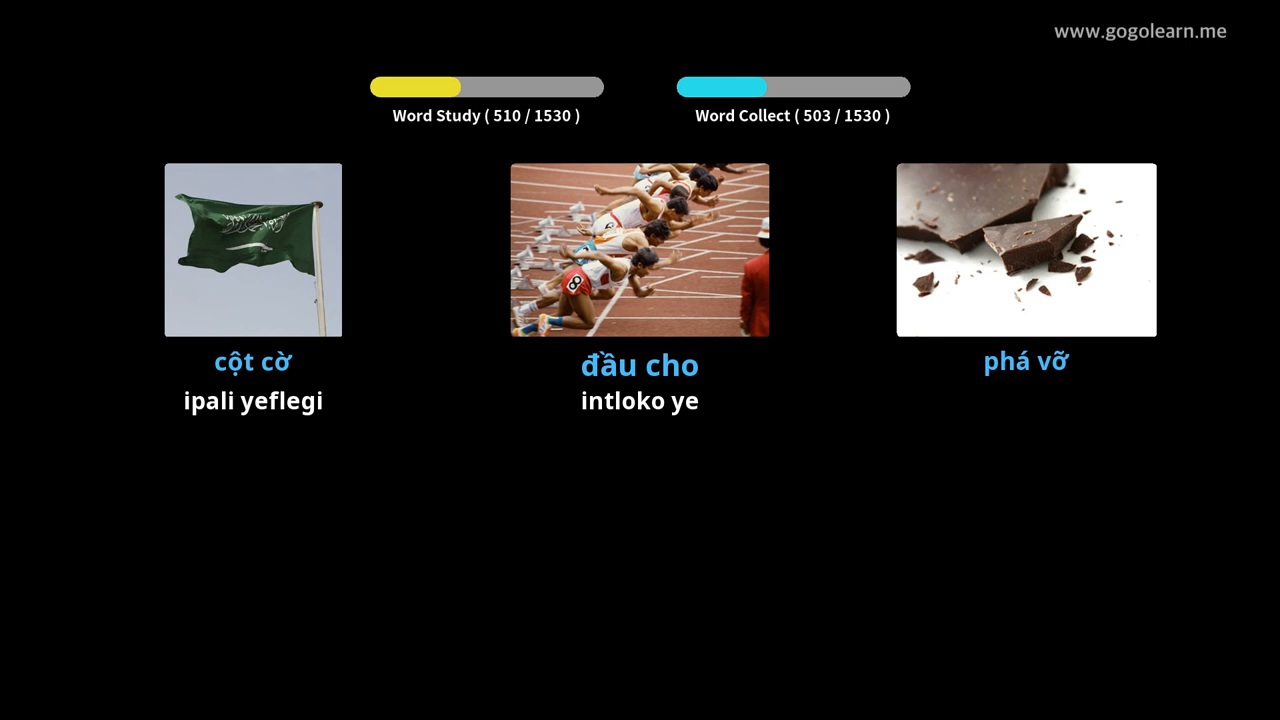 www.gogolearn.me
Word Study ( 510 / 1530 )
Word Collect ( 503 / 1530 )
cột cờ
ipali yeflegi
đầu cho
intloko ye
phá vỡ
8